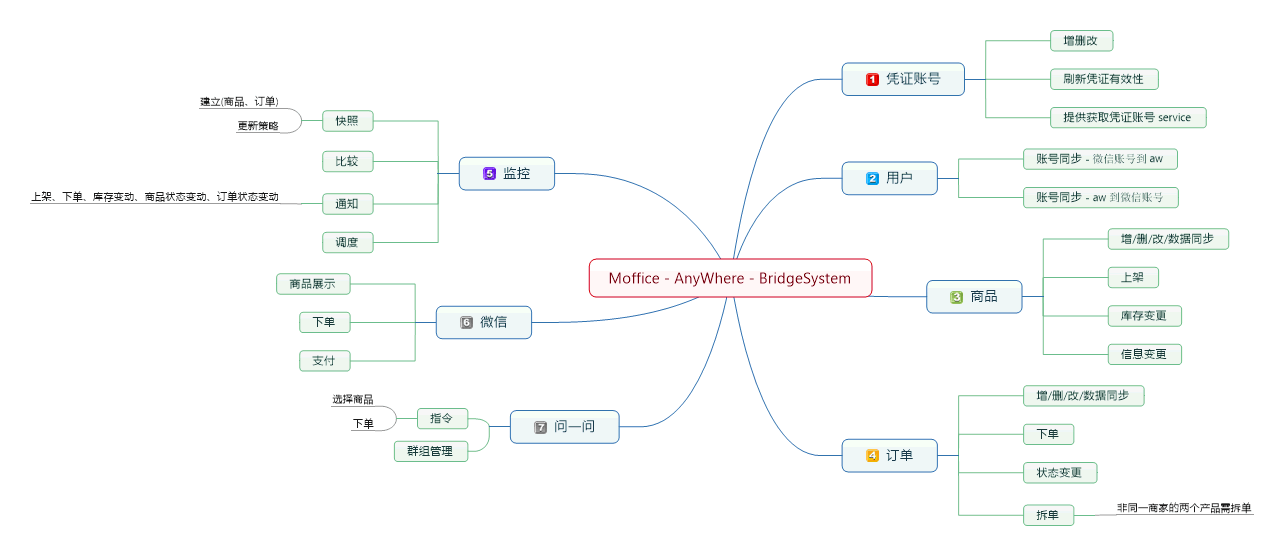 Moffice - AnyWhere - BridgeSystem
1 凭证账号
增删改
刷新凭证有效性
提供获取凭证账号 service
2 用户
账号同步 - 微信账号到 aw
账号同步 - aw 到微信账号
3 商品
增/删/改/数据同步
上架
库存变更
信息变更
4 订单
增/删/改/数据同步
下单
状态变更
拆单
非同一商家的两个产品需拆单
5 监控
快照
建立(商品、订单)
更新策略
比较
通知
上架、下单、库存变动、商品状态变动、订单状态变动
调度
6 微信
商品展示
下单
支付
7 问一问
指令
选择商品
下单
群组管理